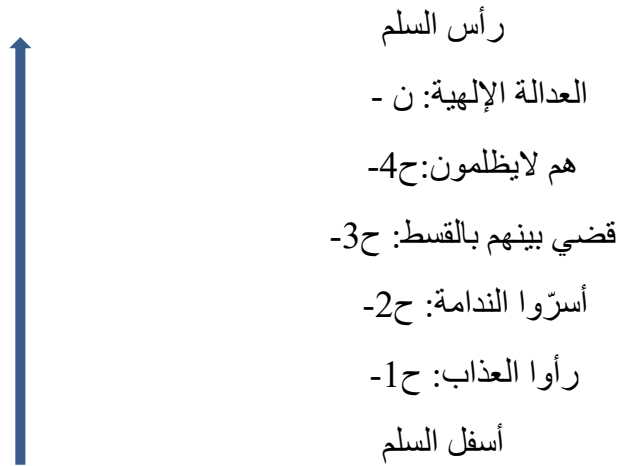 رأس السلم
العدالة الإلهية: ن -
هم لايظلمون:ح4-
قضي بينهم بالقسط: ح3-
أسرّوا الندامة: ح2-
رأوا العذاب: ح1-
أسفل السلم